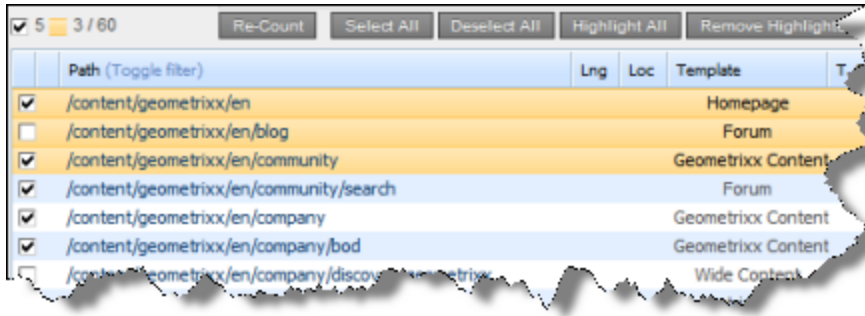 5 3 / 60 Re-Count Select All Deselect All Highlight All Remove
Path (Toggle filter) Lng Loc Template
/content/geometrixx/en Homepage
/content/geometrixx/en/blog Forum
/content/geometrixx/en/community Geometrixx Content
/content/geometrixx/en/community/search Forum
/content/geometrixx/en/company Geometrixx Content
/content/geometrixx/en/company/bod Geometrixx Content
Wide Content